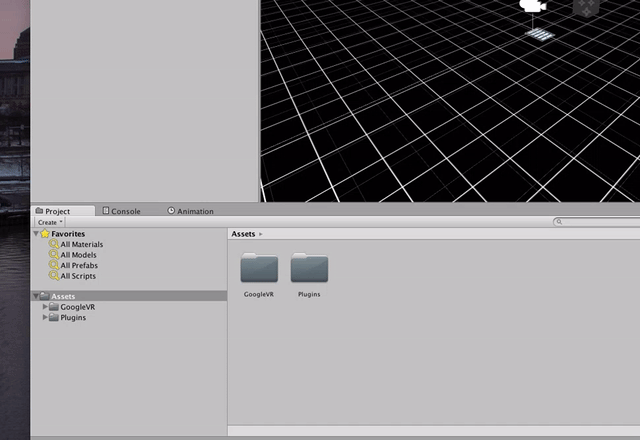 Project
Console
Animation
Create
Favorites
All Materials
All Models
All Prefabs
All Scripts
Assets
GoogleVR
Plugins
Assets
GoogleVR
Plugins